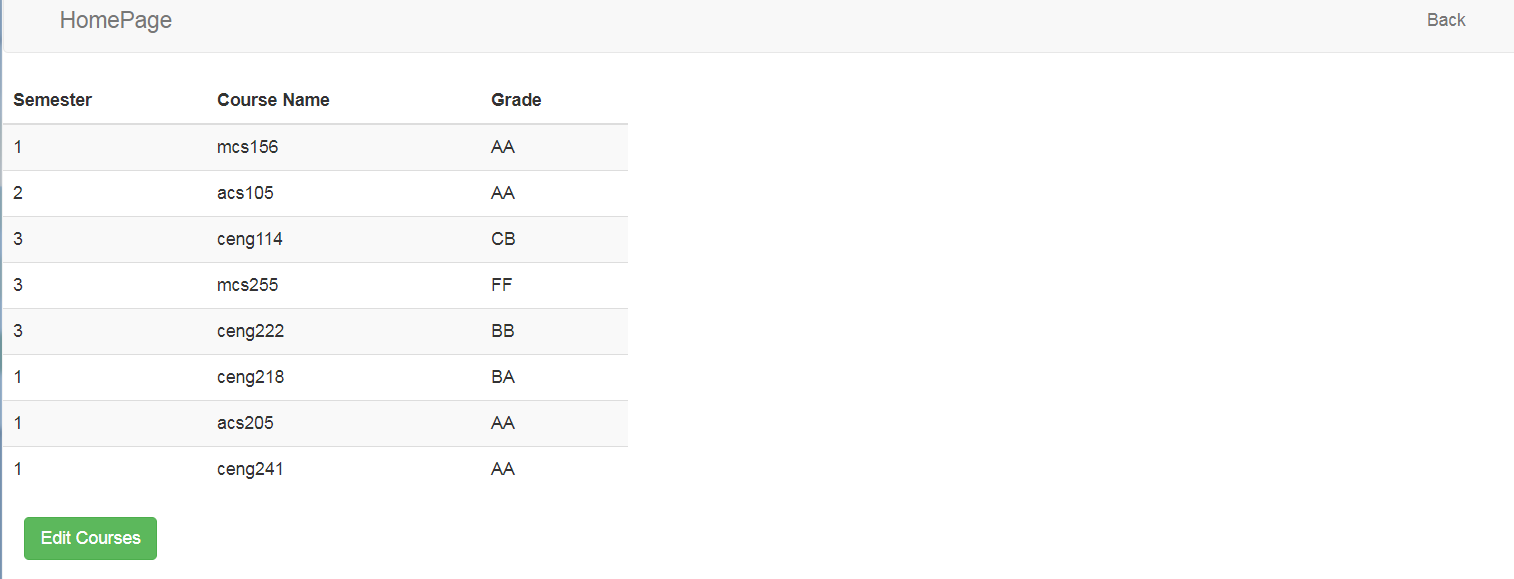 HomePage Back
Semester Course Name Grade
1 mcs156 AA
2 acs105 AA
3 ceng114 CB
3 mcs255 FF
3 ceng222 BB
1 ceng218 BA
1 acs205 AA
1 ceng241 AA
Edit Courses